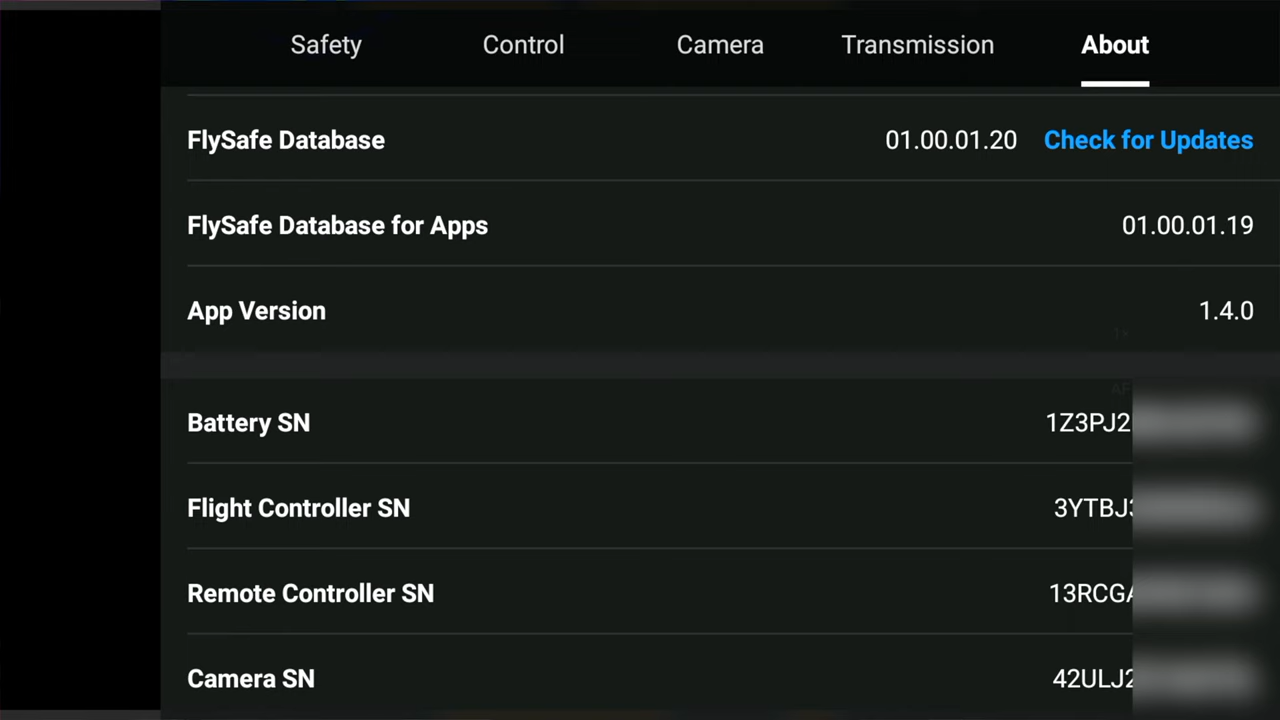 Safety Control Camera Transmission About
FlySafe Database 01.00.01.20 Check for Updates
FlySafe Database for Apps 01.00.01.19
App Version 1.4.0
Battery SN 1Z3PJ2
Flight Controller SN 3YTBJ3
Remote Controller SN 13RCGA
Camera SN 42ULJ2